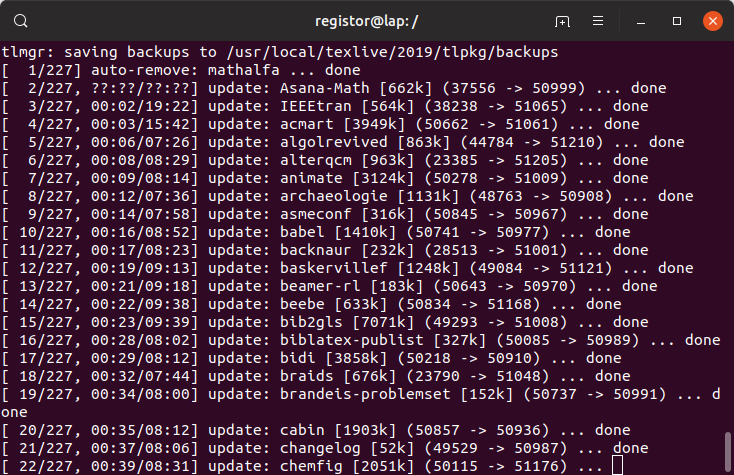 registor@lap: /
tlmgr: saving backups to /usr/local/texlive/2019/tlpkg/backups
[  1/227] auto-remove: mathalfa ... done
[  2/227, ??:??/??:??] update: Asana-Math [662k] (37556 -> 50999) ... done
[  3/227, 00:02/19:22] update: IEEEtran [564k] (38238 -> 51065) ... done
[  4/227, 00:03/15:42] update: acmart [3949k] (50662 -> 51061) ... done
[  5/227, 00:06/07:26] update: algolrevived [863k] (44784 -> 51210) ... done
[  6/227, 00:08/08:29] update: alterqcm [963k] (23385 -> 51205) ... done
[  7/227, 00:09/08:14] update: animate [3124k] (50278 -> 51009) ... done
[  8/227, 00:12/07:36] update: archaeologie [1131k] (48763 -> 50908) ... done
[  9/227, 00:14/07:58] update: asmeconf [316k] (50845 -> 50967) ... done
[ 10/227, 00:16/08:52] update: babel [1410k] (50741 -> 50977) ... done
[ 11/227, 00:17/08:23] update: backnaur [232k] (28513 -> 51001) ... done
[ 12/227, 00:19/09:13] update: baskervillef [1248k] (49084 -> 51121) ... done
[ 13/227, 00:21/09:18] update: beamer-rl [183k] (50643 -> 50970) ... done
[ 14/227, 00:22/09:38] update: beebe [633k] (50834 -> 51168) ... done
[ 15/227, 00:23/09:39] update: bib2gls [7071k] (49293 -> 51008) ... done
[ 16/227, 00:28/08:02] update: biblatex-publist [327k] (50085 -> 50989) ... done
[ 17/227, 00:29/08:12] update: bidi [3858k] (50218 -> 50910) ... done
[ 18/227, 00:32/07:44] update: braids [676k] (23790 -> 51048) ... done
[ 19/227, 00:34/08:00] update: brandeis-problemset [152k] (50737 -> 50991) ... d
one
[ 20/227, 00:35/08:12] update: cabin [1903k] (50857 -> 50936) ... done
[ 21/227, 00:37/08:06] update: changelog [52k] (49529 -> 50987) ... done
[ 22/227, 00:39/08:31] update: chemfig [2051k] (50115 -> 51176) ...